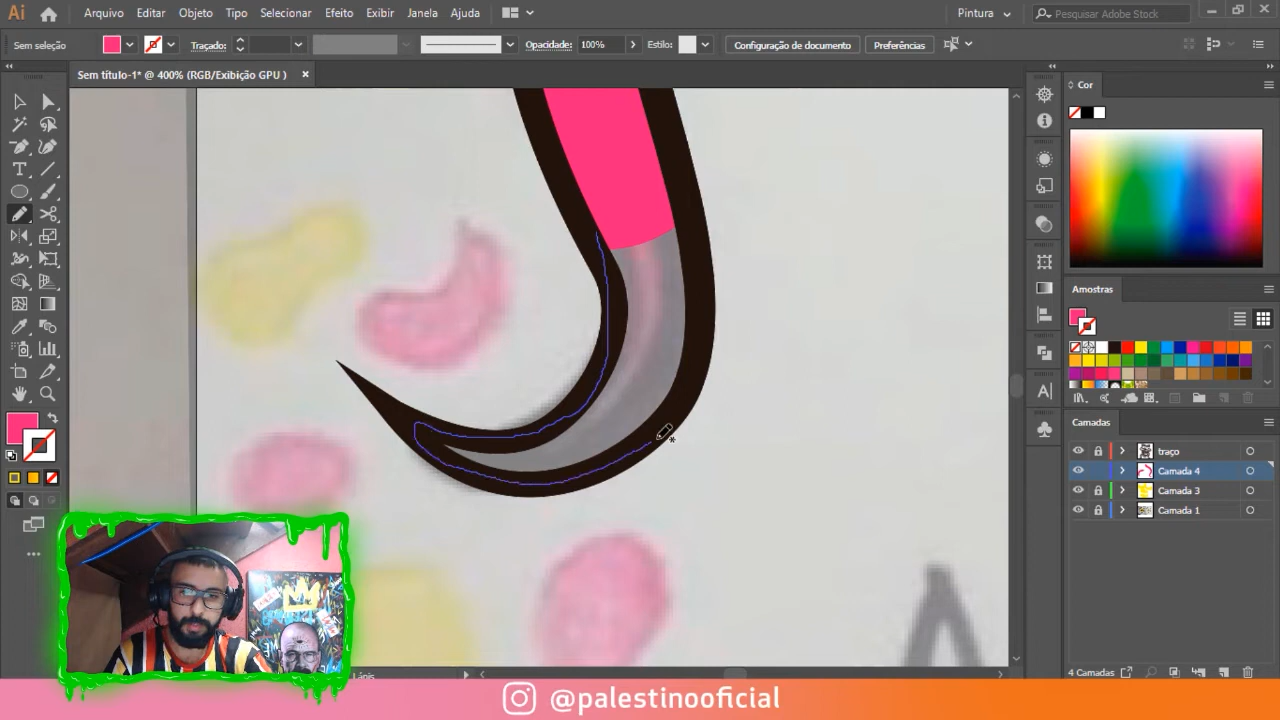 Ai Arquivo Editar Objeto Tipo Selecionar Efeito Exibir Janela Ajuda Pintura Pesquisar Adobe Stock
Sem seleção Traçado: Opacidade: 100% Estilo: Configuração de documento Preferências
Sem título-1* @ 400% (RGB/Exibição GPU )
Cor
Amostras
Camadas
traço
Camada 4
Camada 3
Camada 1
Lápis
4 Camadas
@palestinooficial